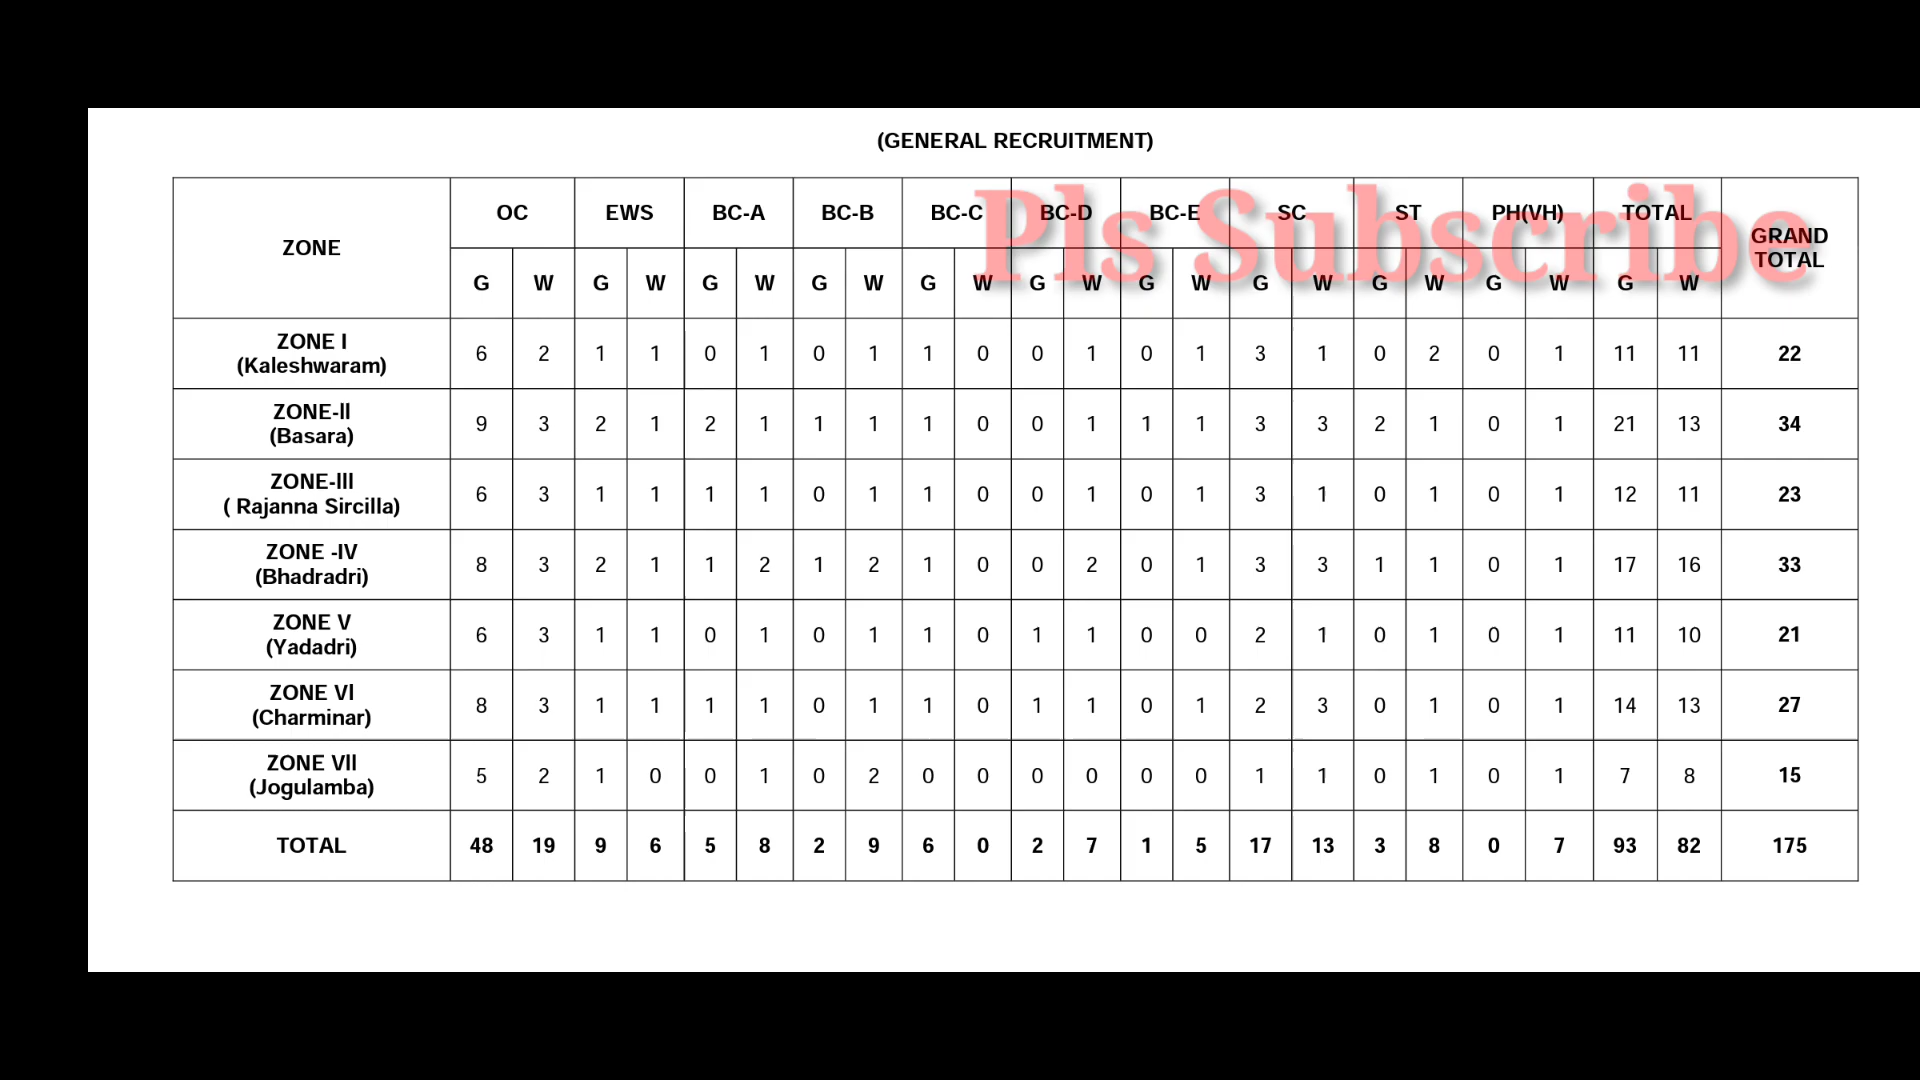 (GENERAL RECRUITMENT)
Pls Subscribe
ZONE OC EWS BC-A BC-B BC-C BC-D BC-E SC ST PH(VH) TOTAL GRAND TOTAL
G W G W G W G W G W G W G W G W G W G W G W
ZONE I (Kaleshwaram) 6 2 1 1 0 1 0 1 1 0 0 1 0 1 3 1 0 2 0 1 11 11 22
ZONE-II (Basara) 9 3 2 1 2 1 1 1 1 0 0 1 1 1 3 3 2 1 0 1 21 13 34
ZONE-III ( Rajanna Sircilla) 6 3 1 1 1 1 0 1 1 0 0 1 0 1 3 1 0 1 0 1 12 11 23
ZONE -IV (Bhadradri) 8 3 2 1 1 2 1 2 1 0 0 2 0 1 3 3 1 1 0 1 17 16 33
ZONE V (Yadadri) 6 3 1 1 0 1 0 1 1 0 1 1 0 0 2 1 0 1 0 1 11 10 21
ZONE VI (Charminar) 8 3 1 1 1 1 0 1 1 0 1 1 0 1 2 3 0 1 0 1 14 13 27
ZONE VII (Jogulamba) 5 2 1 0 0 1 0 2 0 0 0 0 0 0 1 1 0 1 0 1 7 8 15
TOTAL 48 19 9 6 5 8 2 9 6 0 2 7 1 5 17 13 3 8 0 7 93 82 175